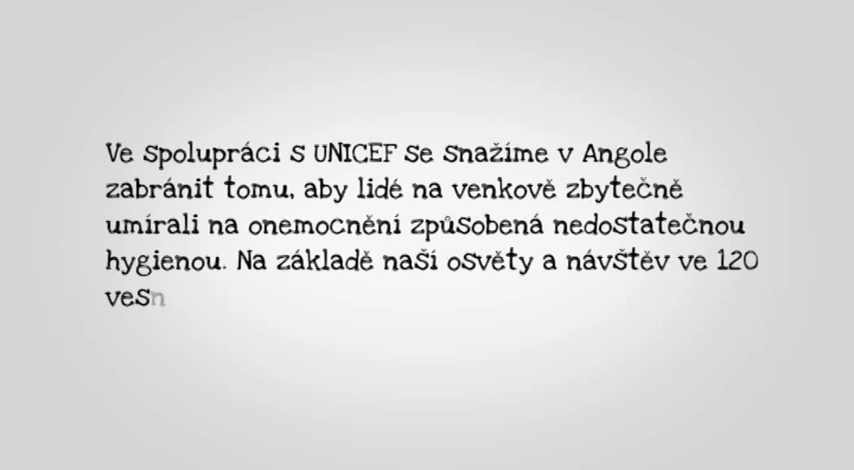 Ve spolupráci s UNICEF se snažíme v Angole
zabránit tomu, aby lidé na venkově zbytečně
umírali na onemocnění způsobená nedostatečnou
hygienou. Na základě naší osvěty a návštěv ve 120
vesn